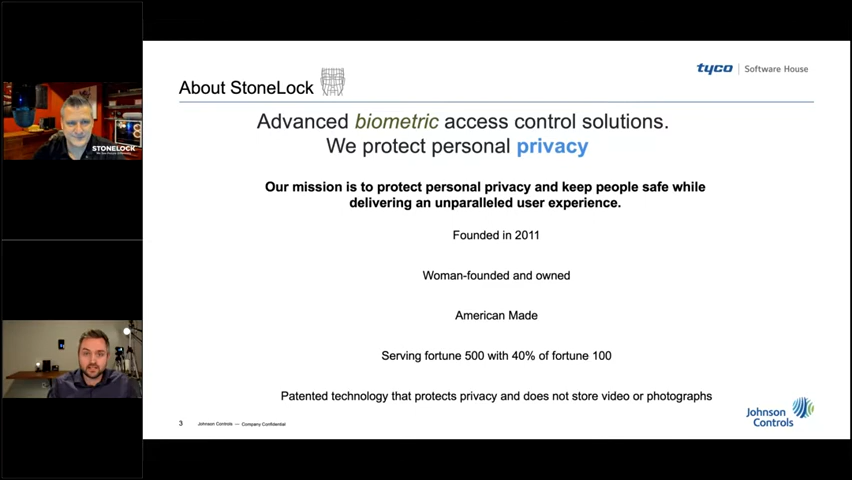 STONELOCK
tyco | Software House
About StoneLock
Advanced biometric access control solutions.
We protect personal privacy
Our mission is to protect personal privacy and keep people safe while
delivering an unparalleled user experience.
Founded in 2011
Woman-founded and owned
American Made
Serving fortune 500 with 40% of fortune 100
Patented technology that protects privacy and does not store video or photographs
Johnson
Controls
3 Johnson Controls — Company Confidential